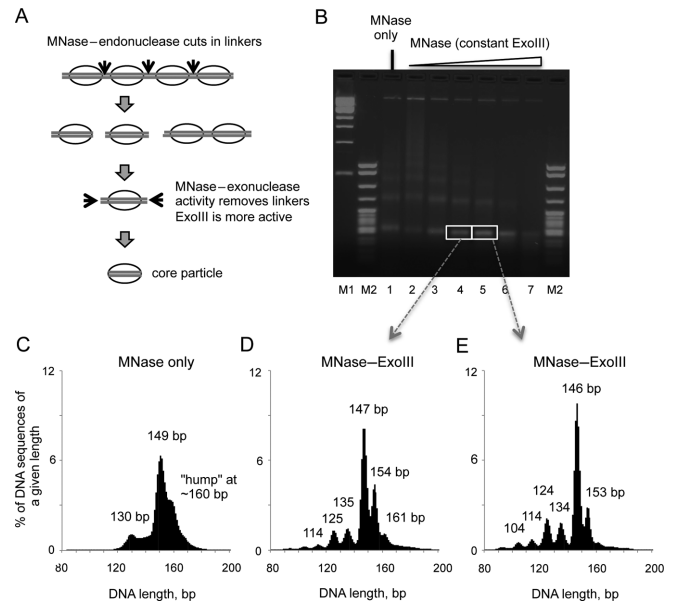 A
MNase–endonuclease cuts in linkers
MNase–exonuclease
activity removes linkers
ExoIII is more active
core particle
B
MNase
only
MNase (constant ExoIII)
M1 M2 1 2 3 4 5 6 7 M2
C
MNase only
% of DNA sequences of
a given length
12
6
0
149 bp
"hump" at
~160 bp
130 bp
80 120 160 200
DNA length, bp
D
MNase–ExoIII
12
6
0
147 bp
154 bp
135
125
114
161 bp
80 120 160 200
DNA length, bp
E
MNase–ExoIII
12
6
0
146 bp
124
134
153 bp
114
104
80 120 160 200
DNA length, bp